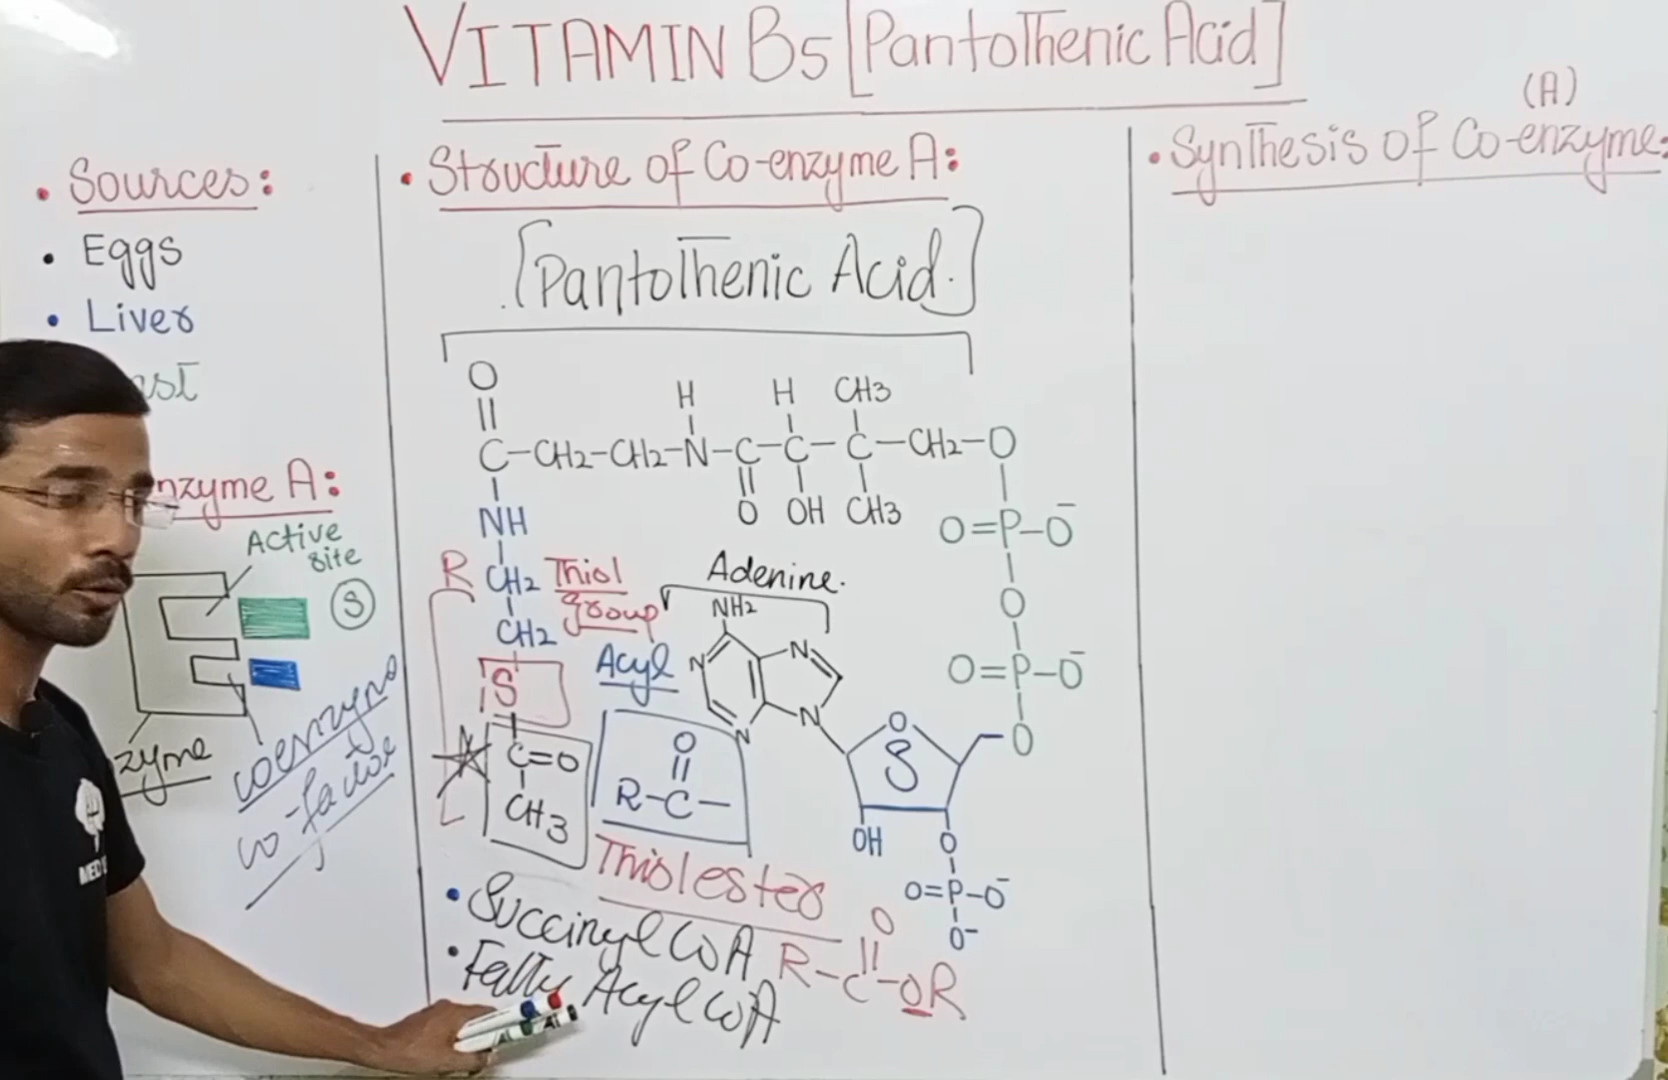 VITAMIN B5 [Pantothenic Acid]
• Sources:
• Eggs
• Liver
ast
nzyme A:
Active
Site
S
zyme
coenzyme
co-factor
MED
• Structure of Co-enzyme A:
[Pantothenic Acid.]
O
H H CH3
C-CH2-CH2-N-C-C-C-CH2-O
O OH CH3
NH
O=P-O-
R CH2 Thiol
group
CH2
O
O=P-O-
O
S
Acyl
Adenine.
NH2
N N
N N
O
S
OH O
O=P-O-
O-
C=O
CH3
O
R-C-
Thiolester
• Succinyl CoA
• Fatty Acyl CoA
O
R-C-OR
(A)
• Synthesis of Co-enzyme: